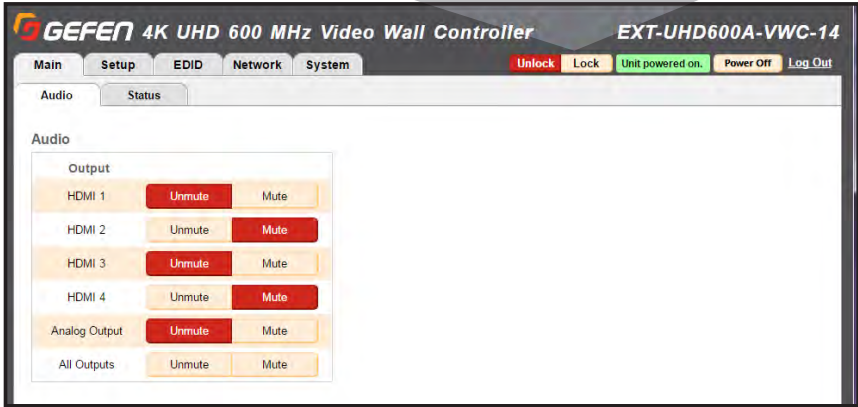 GEFEN 4K UHD 600 MHz Video Wall Controller EXT-UHD600A-VWC-14
Main Setup EDID Network System Unlock Lock Unit powered on. Power Off Log Out
Audio Status
Audio
Output
HDMI 1 Unmute Mute
HDMI 2 Unmute Mute
HDMI 3 Unmute Mute
HDMI 4 Unmute Mute
Analog Output Unmute Mute
All Outputs Unmute Mute